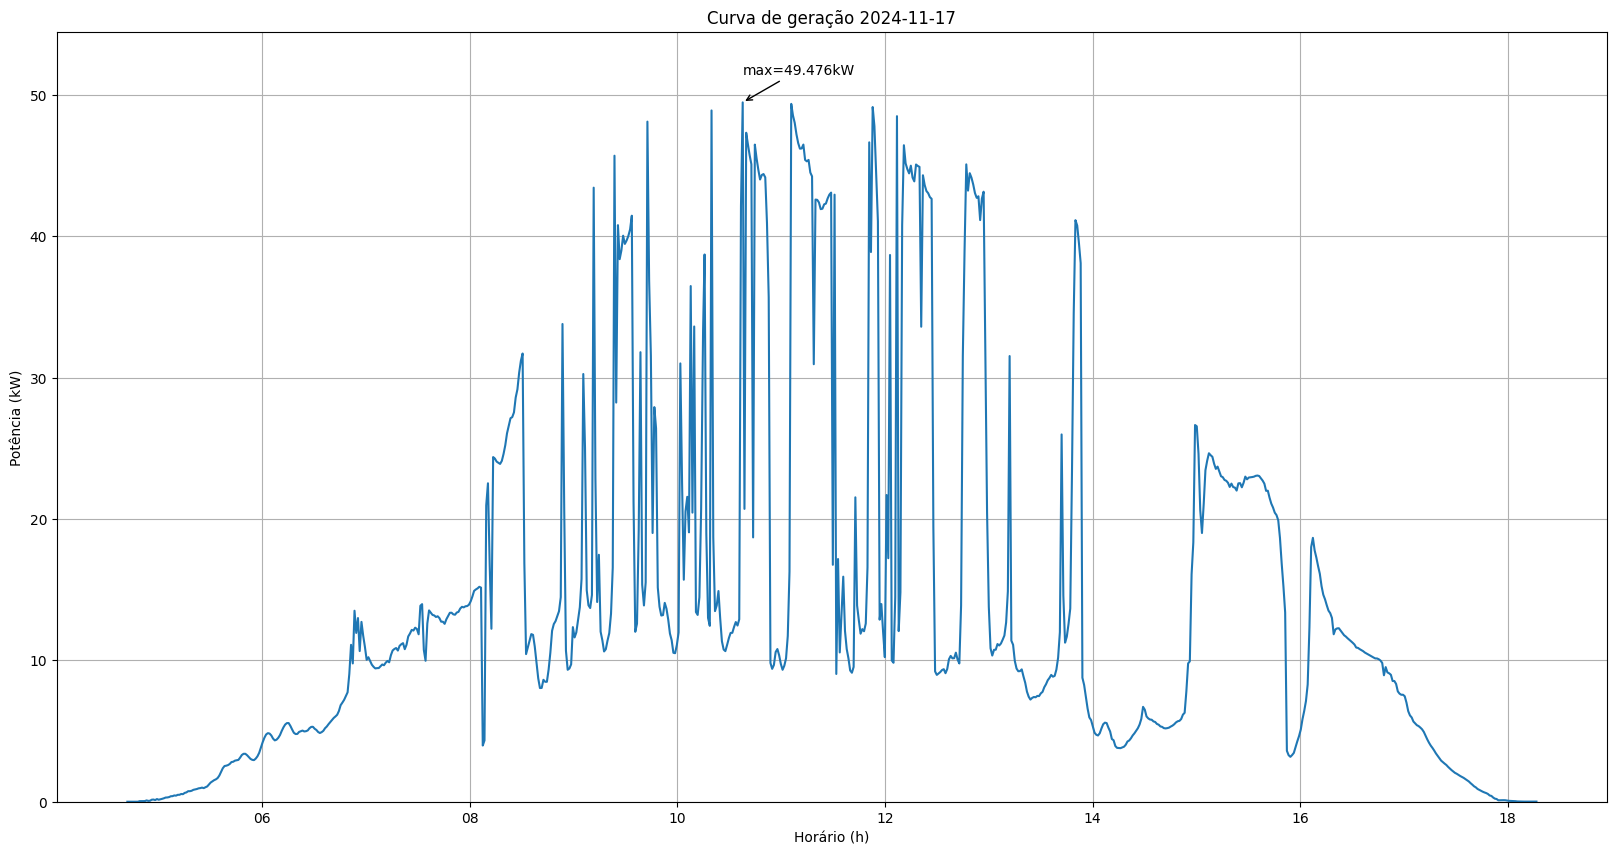 Curva de geração 2024-11-17
max=49.476kW
50
40
30
20
10
0
Potência (kW)
06 08 10 12 14 16 18
Horário (h)